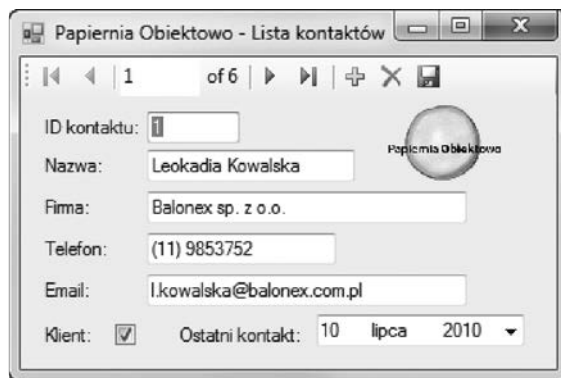 Papiernia Obiektowo - Lista kontaktów
1 of 6
ID kontaktu: 1
Papiernia Obiektowo
Nazwa: Leokadia Kowalska
Firma: Balonex sp. z o.o.
Telefon: (11) 9853752
Email: l.kowalska@balonex.com.pl
Klient: Ostatni kontakt: 10 lipca 2010